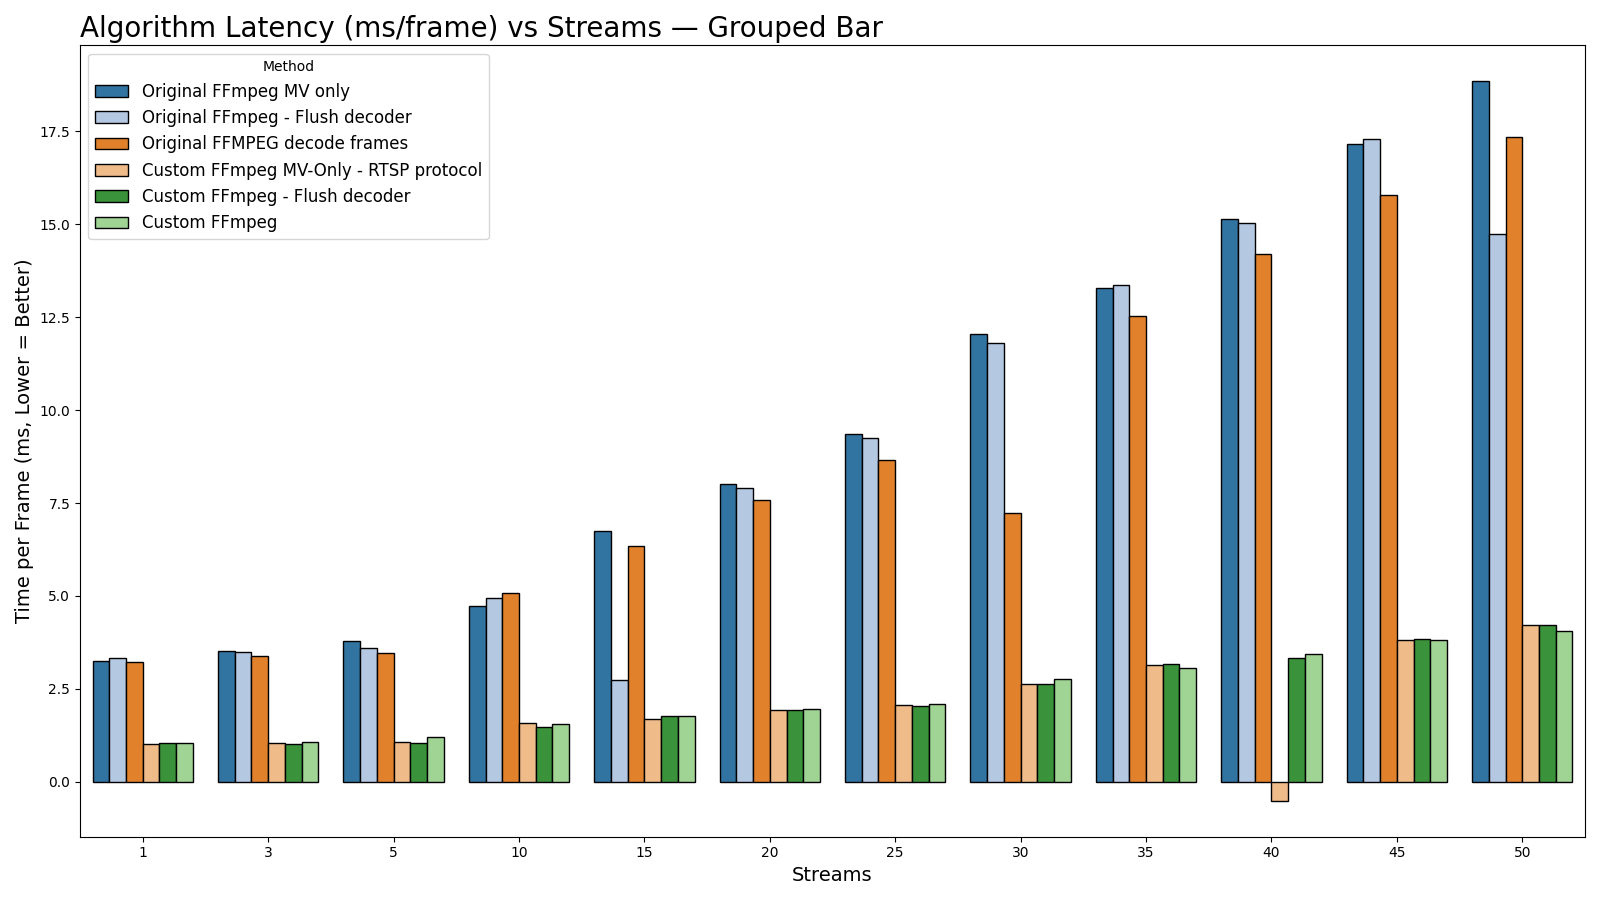 Algorithm Latency (ms/frame) vs Streams — Grouped Bar
Method
Original FFmpeg MV only
Original FFmpeg - Flush decoder
Original FFMPEG decode frames
Custom FFmpeg MV-Only - RTSP protocol
Custom FFmpeg - Flush decoder
Custom FFmpeg
Time per Frame (ms, Lower = Better)
17.5
15.0
12.5
10.0
7.5
5.0
2.5
0.0
1 3 5 10 15 20 25 30 35 40 45 50
Streams